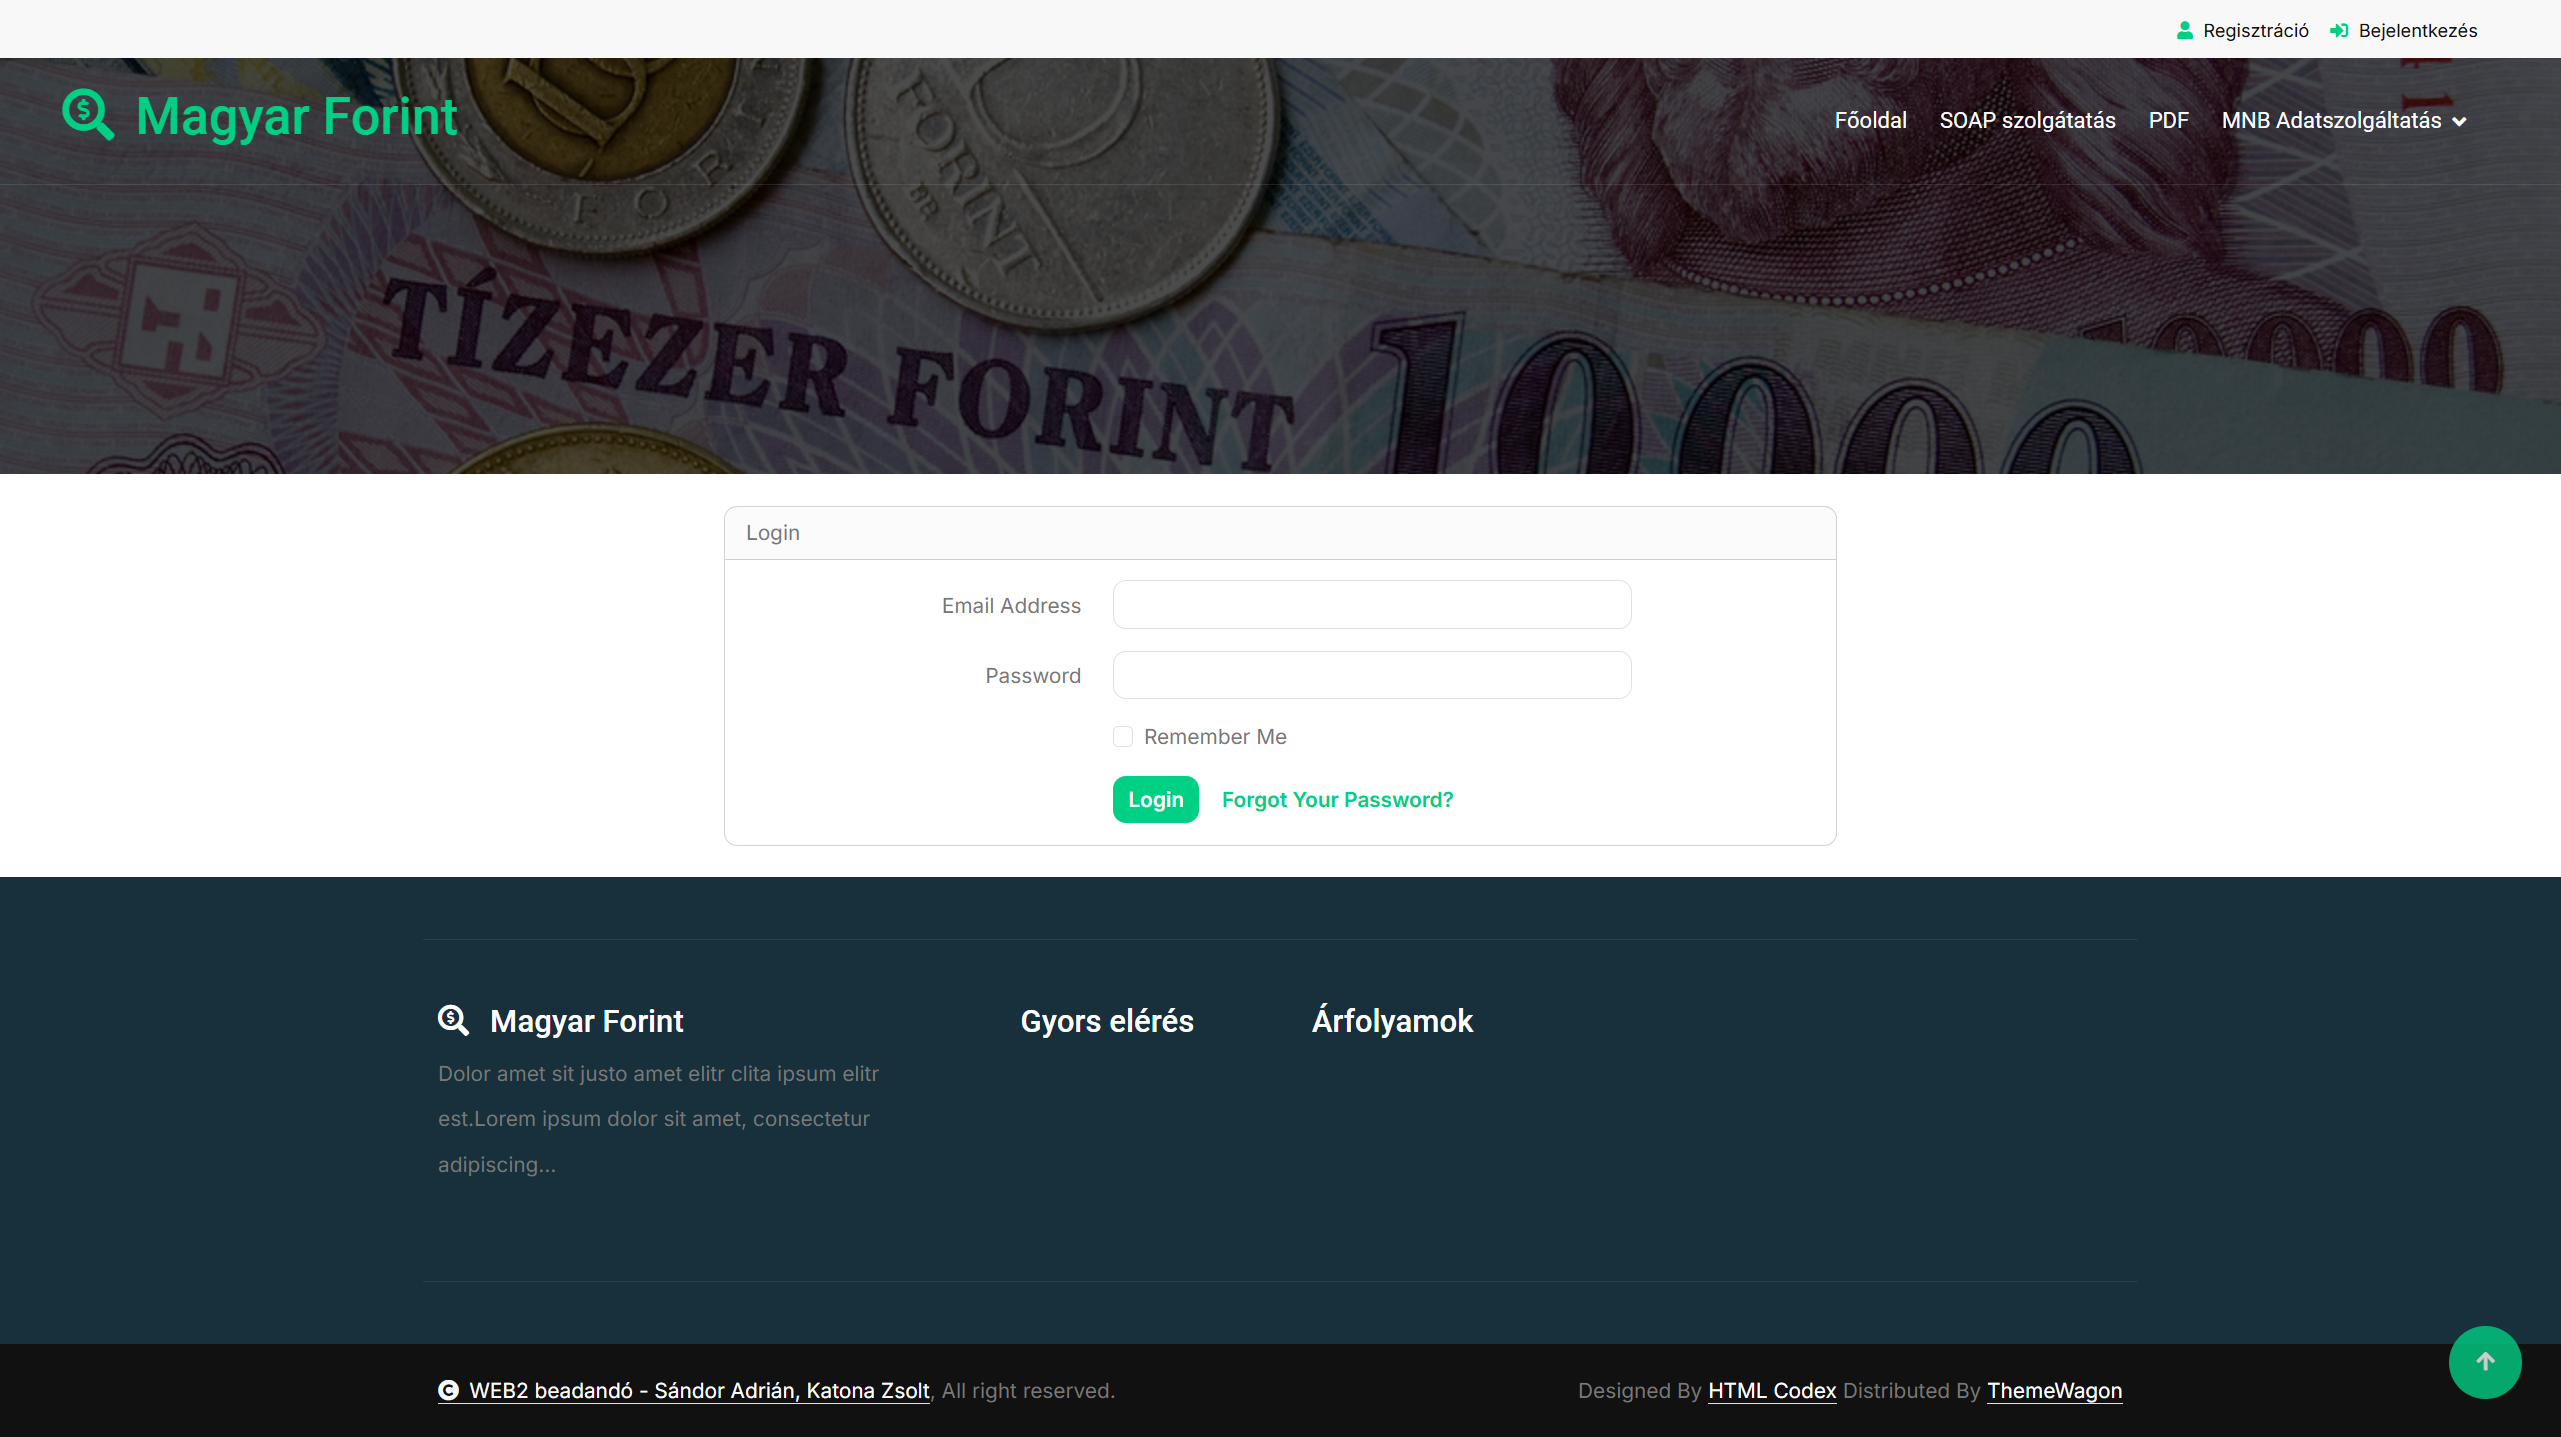 Regisztráció Bejelentkezés
Magyar Forint
Főoldal SOAP szolgátatás PDF MNB Adatszolgáltatás
FORINT
BP.
FOR
TÍZEZER FORINT 10000
10000
Login
Email Address
Password
Remember Me
Login Forgot Your Password?
Magyar Forint
Gyors elérés
Árfolyamok
Dolor amet sit justo amet elitr clita ipsum elitr
est.Lorem ipsum dolor sit amet, consectetur
adipiscing...
WEB2 beadandó - Sándor Adrián, Katona Zsolt, All right reserved.
Designed By HTML Codex Distributed By ThemeWagon